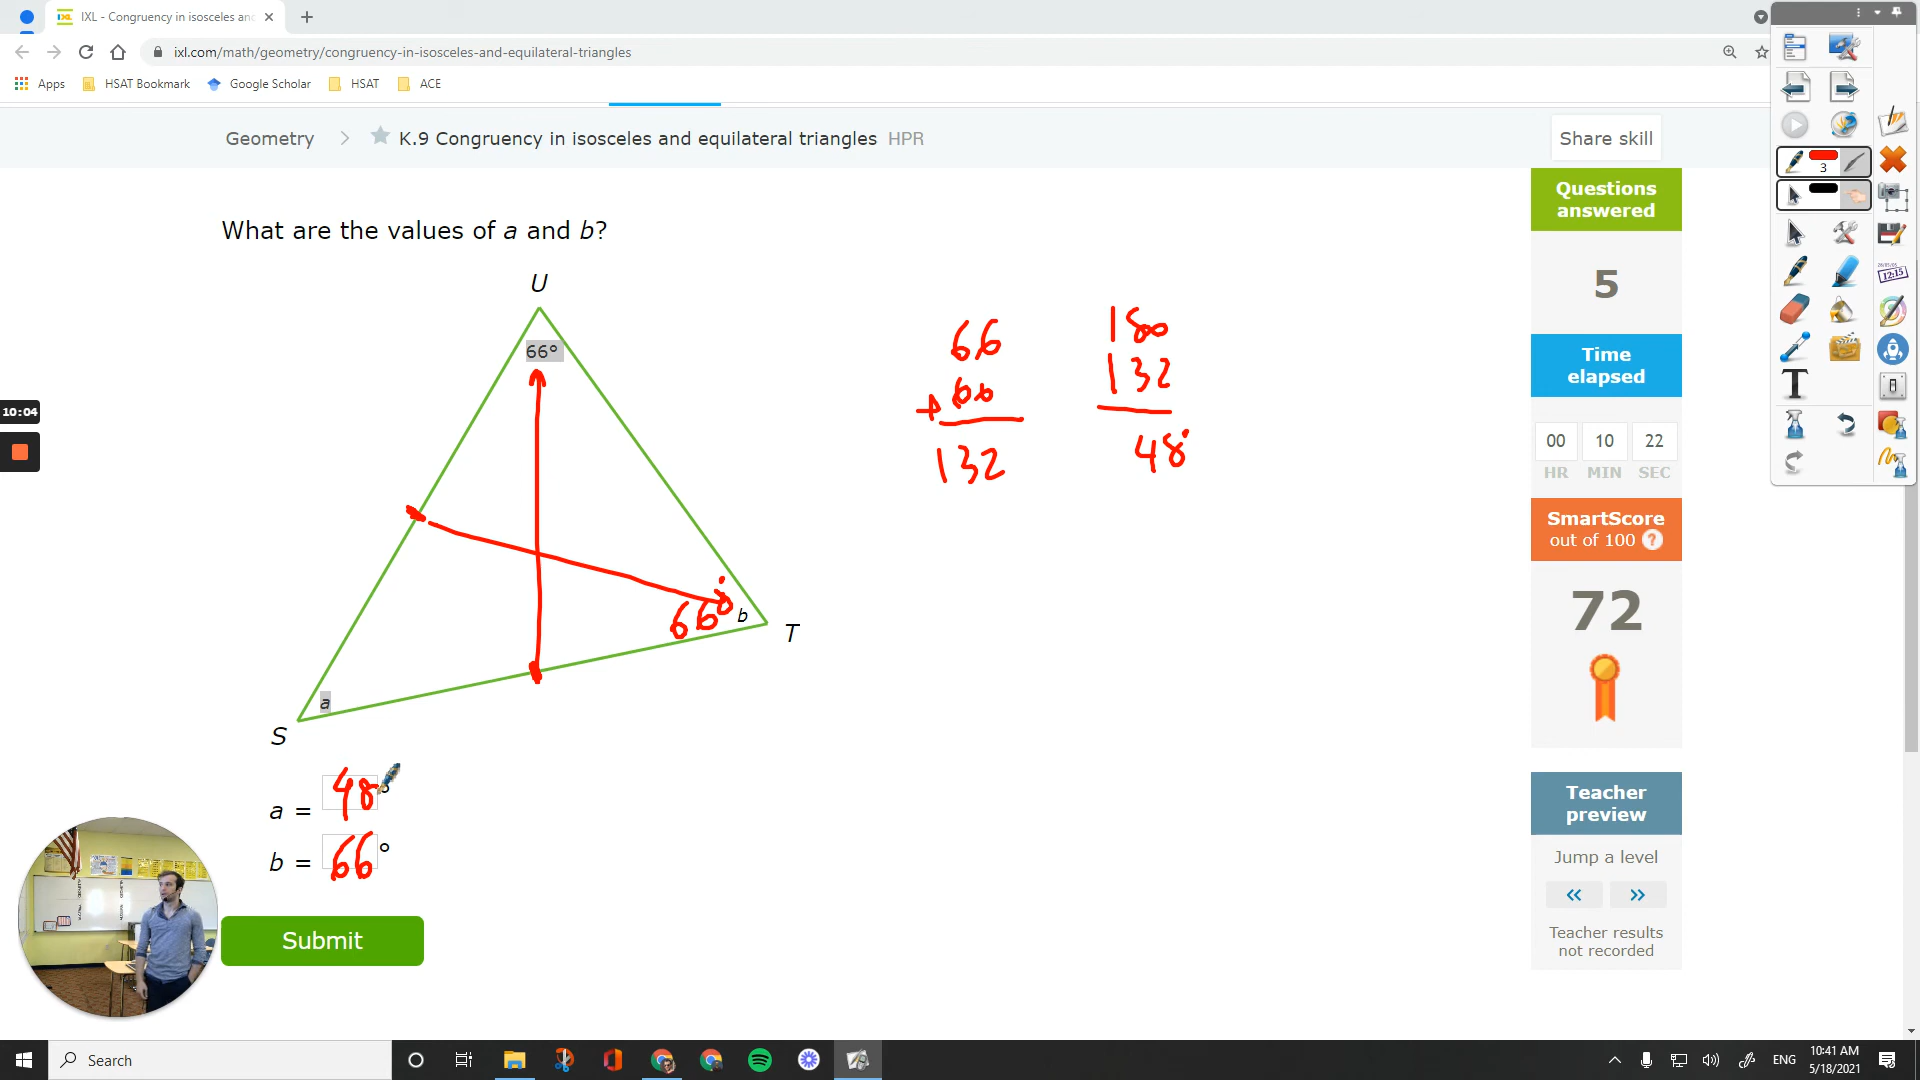 IXL - Congruency in isosceles and
ixl.com/math/geometry/congruency-in-isosceles-and-equilateral-triangles
Apps HSAT Bookmark Google Scholar HSAT ACE
Geometry K.9 Congruency in isosceles and equilateral triangles HPR
Share skill
What are the values of a and b?
U
66°
66°
b
T
a
S
66
+66
132
180
132
48°
a = 48°
b = 66°
Submit
10:04
Questions answered
5
Time elapsed
00 10 22
HR MIN SEC
SmartScore
out of 100 ?
72
Teacher preview
Jump a level
<< >>
Teacher results
not recorded
3
T
12:15
Search
ENG
10:41 AM
5/18/2021